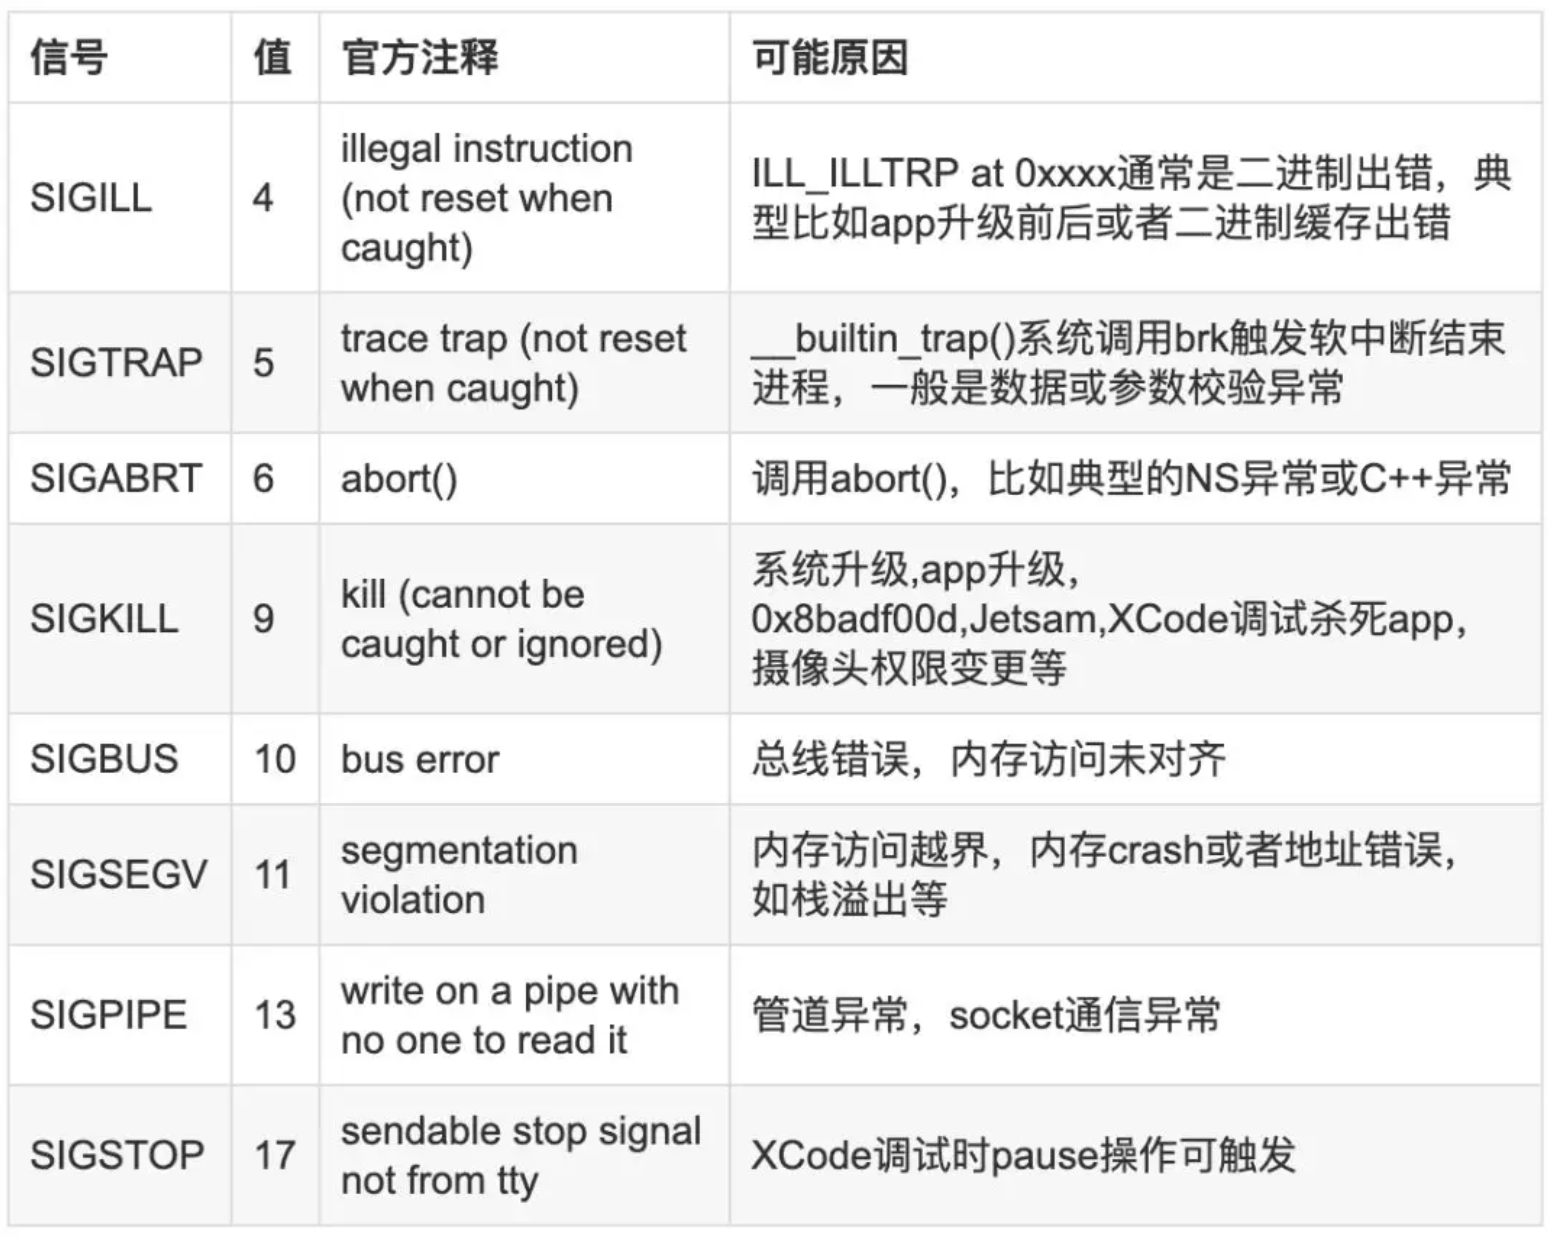 信号 值 官方注释 可能原因
SIGILL 4
illegal instruction
(not reset when
caught)
ILL_ILLTRP at 0xxxx通常是二进制出错，典
型比如app升级前后或者二进制缓存出错
SIGTRAP 5
trace trap (not reset
when caught)
__builtin_trap()系统调用brk触发软中断结束
进程，一般是数据或参数校验异常
SIGABRT 6 abort() 调用abort()，比如典型的NS异常或C++异常
SIGKILL 9
kill (cannot be
caught or ignored)
系统升级,app升级，
0x8badf00d,Jetsam,XCode调试杀死app，
摄像头权限变更等
SIGBUS 10 bus error 总线错误，内存访问未对齐
SIGSEGV 11
segmentation
violation
内存访问越界，内存crash或者地址错误，
如栈溢出等
SIGPIPE 13
write on a pipe with
no one to read it
管道异常，socket通信异常
SIGSTOP 17
sendable stop signal
not from tty
XCode调试时pause操作可触发